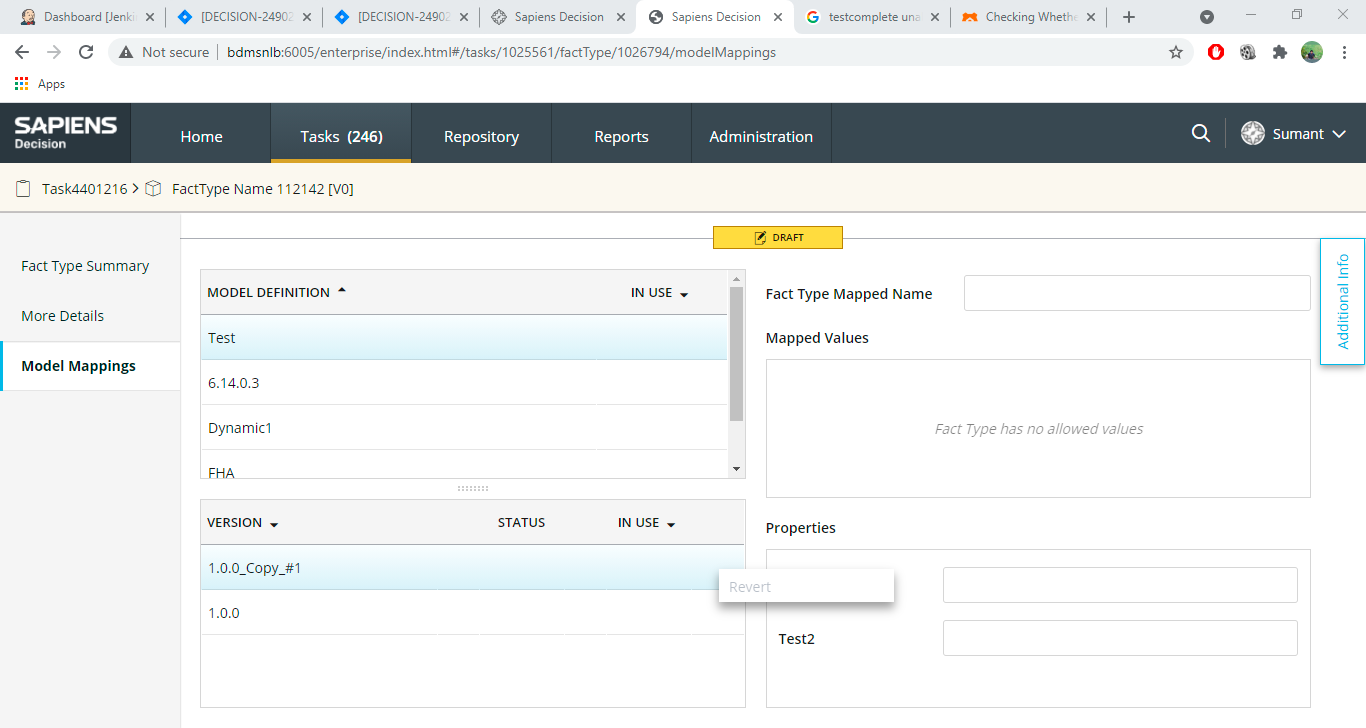 Dashboard [Jenki
[DECISION-24902
[DECISION-24902
Sapiens Decision
Sapiens Decision
testcomplete una
Checking Whethe
Not secure
bdmsnlb:6005/enterprise/index.html#/tasks/1025561/factType/1026794/modelMappings
Apps
SAPIENS
Decision
Home
Tasks (246)
Repository
Reports
Administration
Sumant
Task4401216 > FactType Name 112142 [V0]
DRAFT
Fact Type Summary
More Details
Model Mappings
MODEL DEFINITION
IN USE
Test
6.14.0.3
Dynamic1
FHA
VERSION
STATUS
IN USE
1.0.0_Copy_#1
1.0.0
Revert
Fact Type Mapped Name
Mapped Values
Fact Type has no allowed values
Properties
Test2
Additional Info